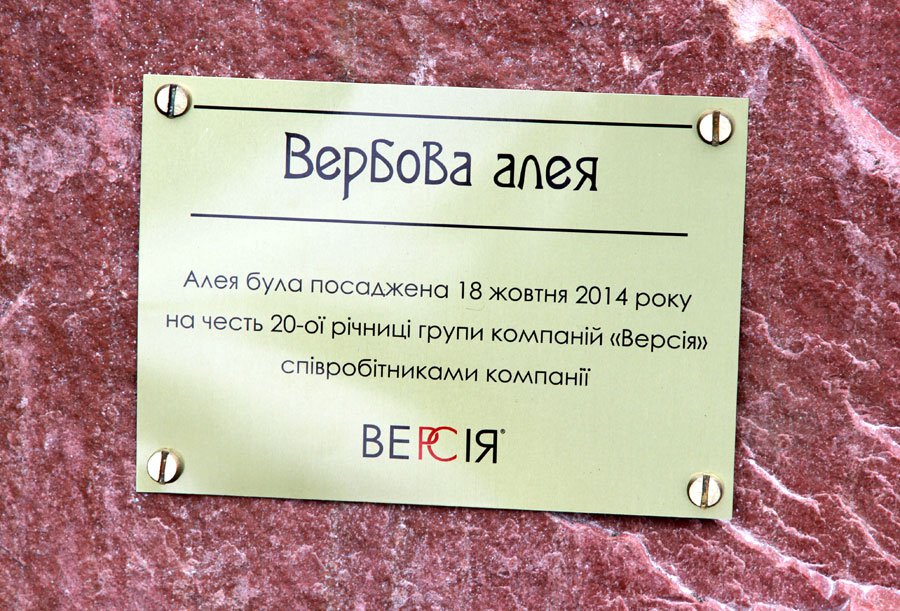 Вербова алея
Алея була посаджена 18 жовтня 2014 року
на честь 20-ої річниці групи компаній «Версія»
співробітниками компанії
ВЕРСІЯ®